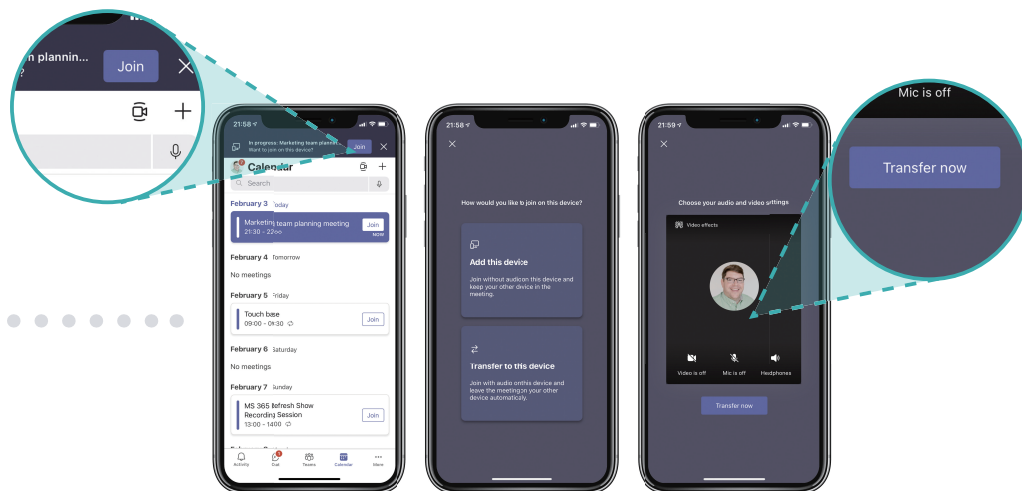 m plannin...
?
Join
21:58
In progress: Marketing team plannin...
Want to join on this device?
Join
Calendar
Search
February 3 Today
Marketing team planning meeting
21:30 - 22:00
Join
Now
February 4 Tomorrow
No meetings
February 5 Friday
Touch base
09:00 - 09:30
Join
February 6 Saturday
No meetings
February 7 Sunday
MS 365 Refresh Show
Recording Session
13:00 - 14:00
Join
Activity
Chat
Teams
Calendar
More
21:58
How would you like to join on this device?
Add this device
Join without audio on this device and
keep your other device in the
meeting.
Transfer to this device
Join with audio on this device and
leave the meeting on your other
device automatically.
21:59
Choose your audio and video settings
Video effects
Video is off
Mic is off
Headphones
Transfer now
Mic is off
Transfer now